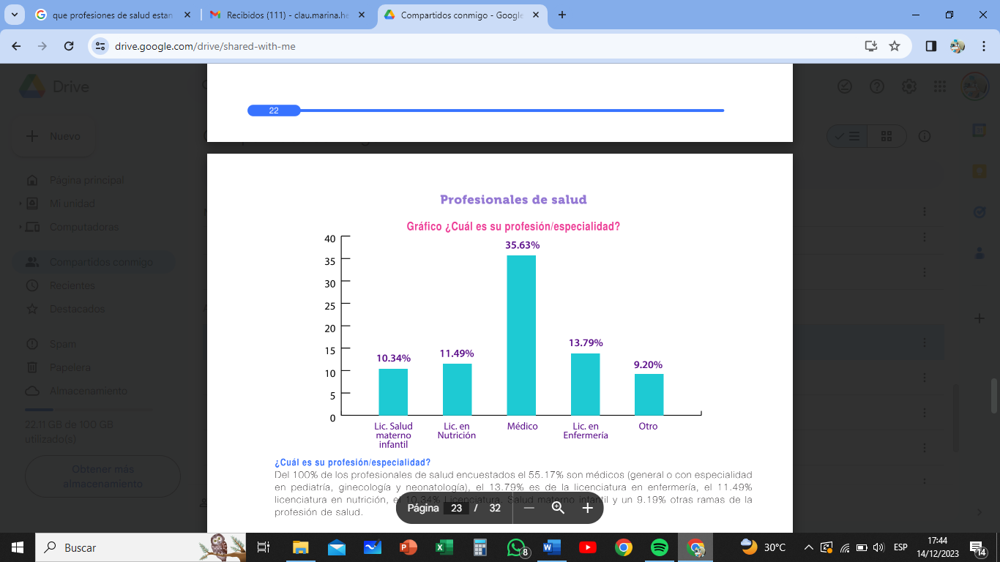 que profesiones de salud estan
Recibidos (111) - clau.marina.he
Compartidos conmigo - Google
drive.google.com/drive/shared-with-me
Drive
22
Nuevo
Página principal
Mi unidad
Computadoras
Compartidos conmigo
Recientes
Destacados
Spam
Papelera
Almacenamiento
22.11 GB de 100 GB
utilizado(s)
Obtener más
almacenamiento
Profesionales de salud
Gráfico ¿Cuál es su profesión/especialidad?
40
35
30
25
20
15
10
5
0
10.34%
11.49%
35.63%
13.79%
9.20%
Lic. Salud
materno
infantil
Lic. en
Nutrición
Médico
Lic. en
Enfermería
Otro
¿Cuál es su profesión/especialidad?
Del 100% de los profesionales de salud encuestados el 55.17% son médicos (general o con especialidad
en pediatría, ginecología y neonatología), el 13.79% es de la licenciatura en enfermería, el 11.49%
licenciatura en nutrición, el 10.34% Licenciatura Salud materno infantil y un 9.19% otras ramas de la
profesión de salud.
Página 23 / 32
Buscar
8
30°C
ESP
17:44
14/12/2023
14